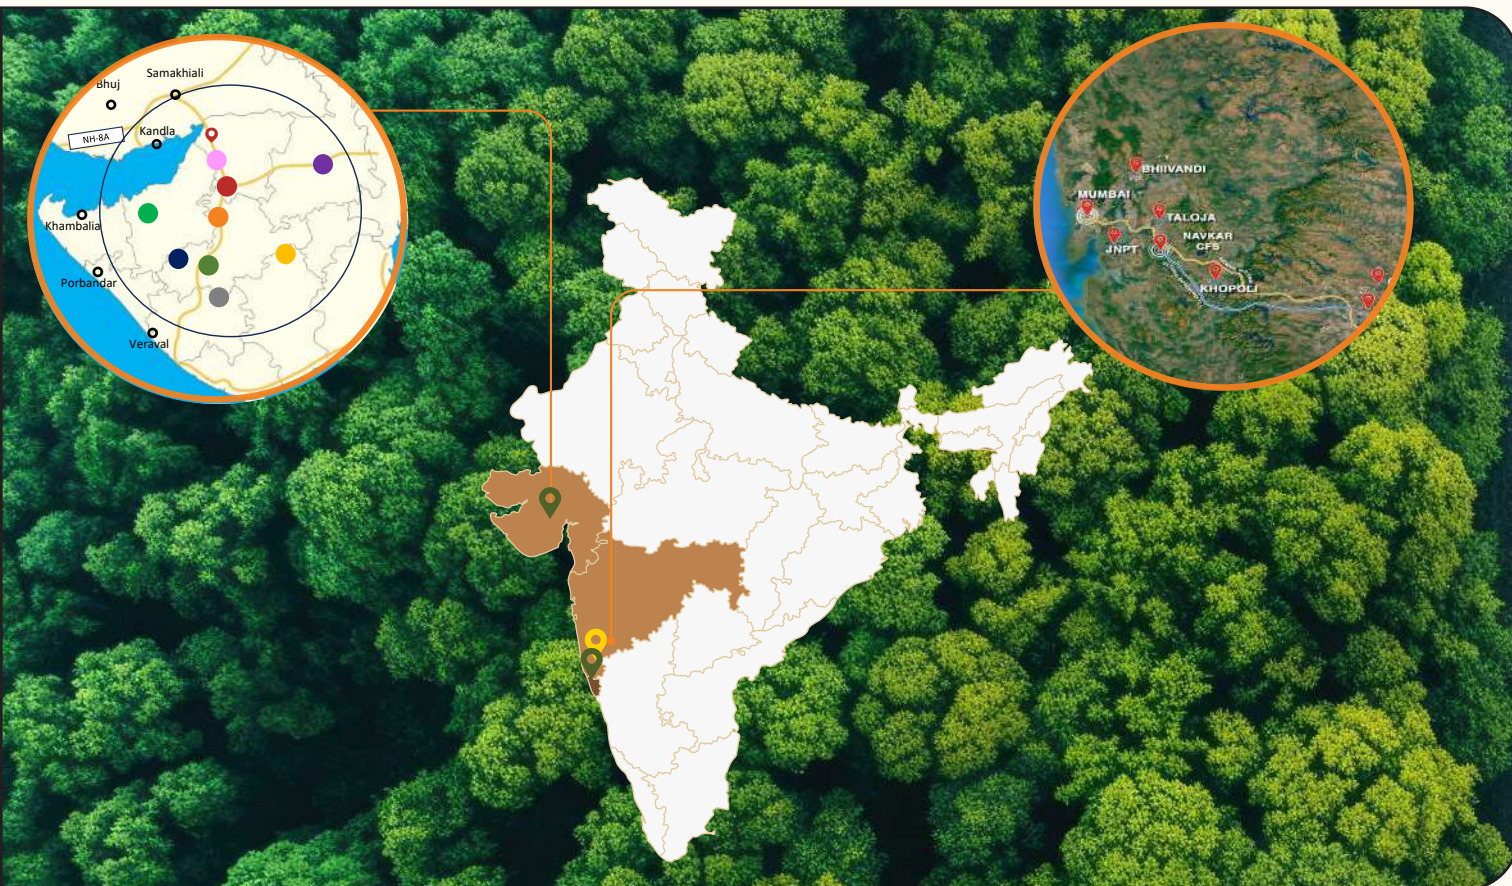 Bhuj
Samakhiali
NH-8A
Kandla
Khambalia
Porbandar
Veraval
BHIIVANDI
MUMBAI
TALOJA
JNPT
NAVKAR
CFS
KHOPOLI